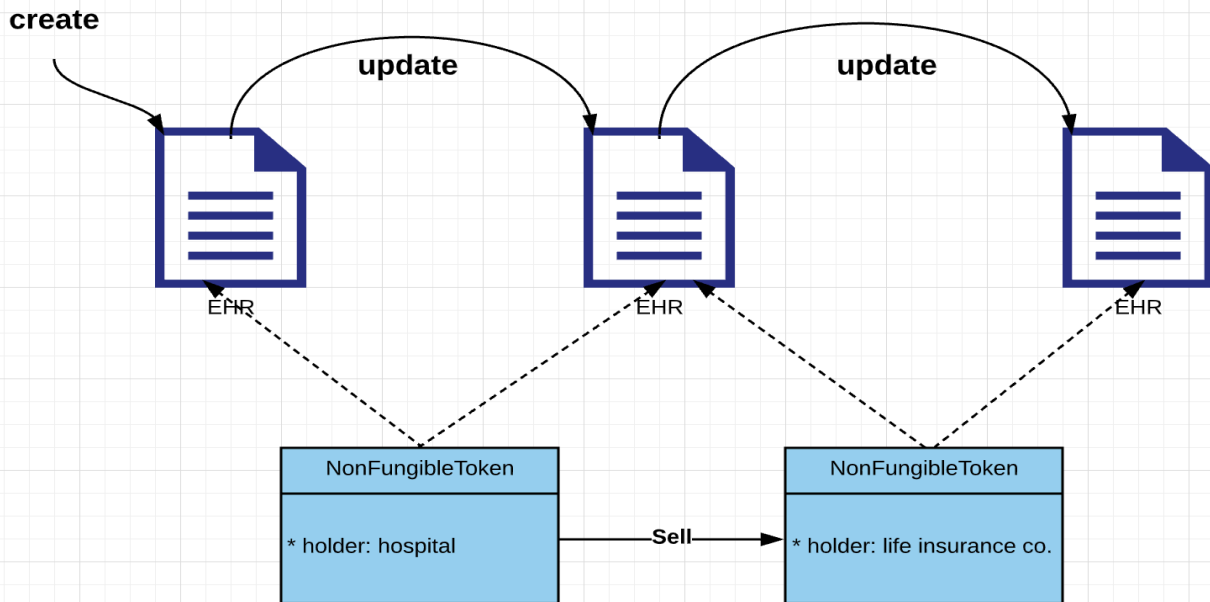 create
update
update
EHR
EHR
EHR
NonFungibleToken
NonFungibleToken
* holder: hospital
Sell
* holder: life insurance co.